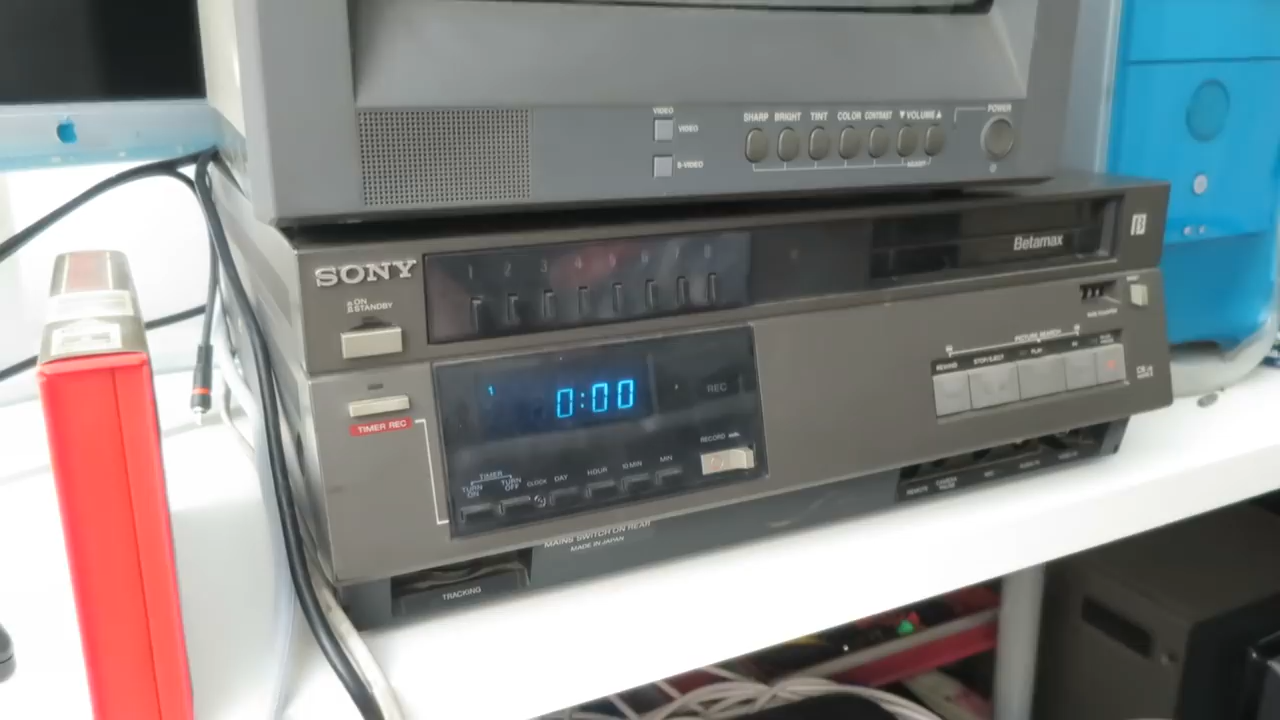 VIDEO
VIDEO
S-VIDEO
SHARP BRIGHT TINT COLOR CONTRAST ▼ VOLUME ▲
POWER
SONY
ON
STANDBY
1 2 3 4 5 6 7 8
Betamax
TIMER REC
1 0:00
REC
RECORD
TIMER
TURN ON
TURN OFF
CLOCK DAY HOUR 10 MIN MIN
PICTURE SEARCH
REWIND STOP/EJECT PLAY
MAINS SWITCH ON REAR
MADE IN JAPAN
TRACKING
REMOTE CAMERA